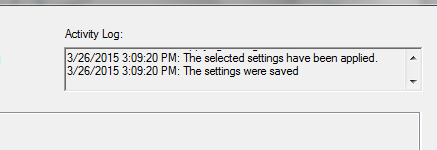 Activity Log:
3/26/2015 3:09:20 PM: The selected settings have been applied.
3/26/2015 3:09:20 PM: The settings were saved